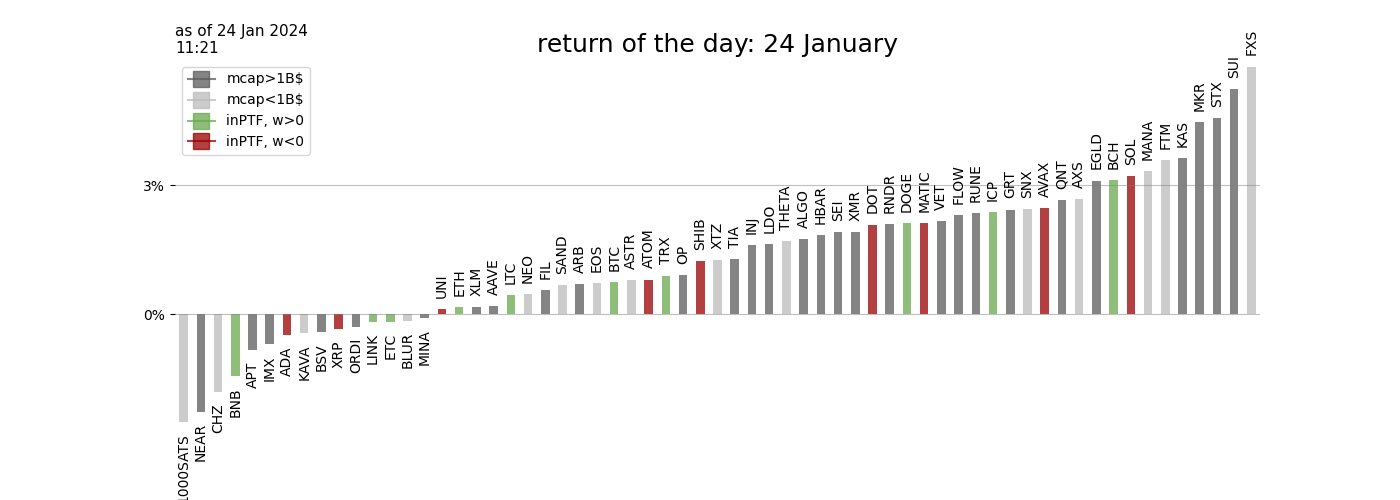 as of 24 Jan 2024
11:21
return of the day: 24 January
mcap>1B$
mcap<1B$
inPTF, w>0
inPTF, w<0
3%
0%
1000SATS
NEAR
CHZ
BNB
APT
IMX
ADA
KAVA
BSV
XRP
ORDI
LINK
ETC
BLUR
MINA
UNI
ETH
XLM
AAVE
LTC
NEO
FIL
SAND
ARB
EOS
BTC
ASTR
ATOM
TRX
OP
SHIB
XTZ
TIA
INJ
LDO
THETA
ALGO
HBAR
SEI
XMR
DOT
RNDR
DOGE
MATIC
VET
FLOW
RUNE
ICP
GRT
SNX
AVAX
QNT
AXS
EGLD
BCH
SOL
MANA
FTM
KAS
MKR
STX
SUI
FXS